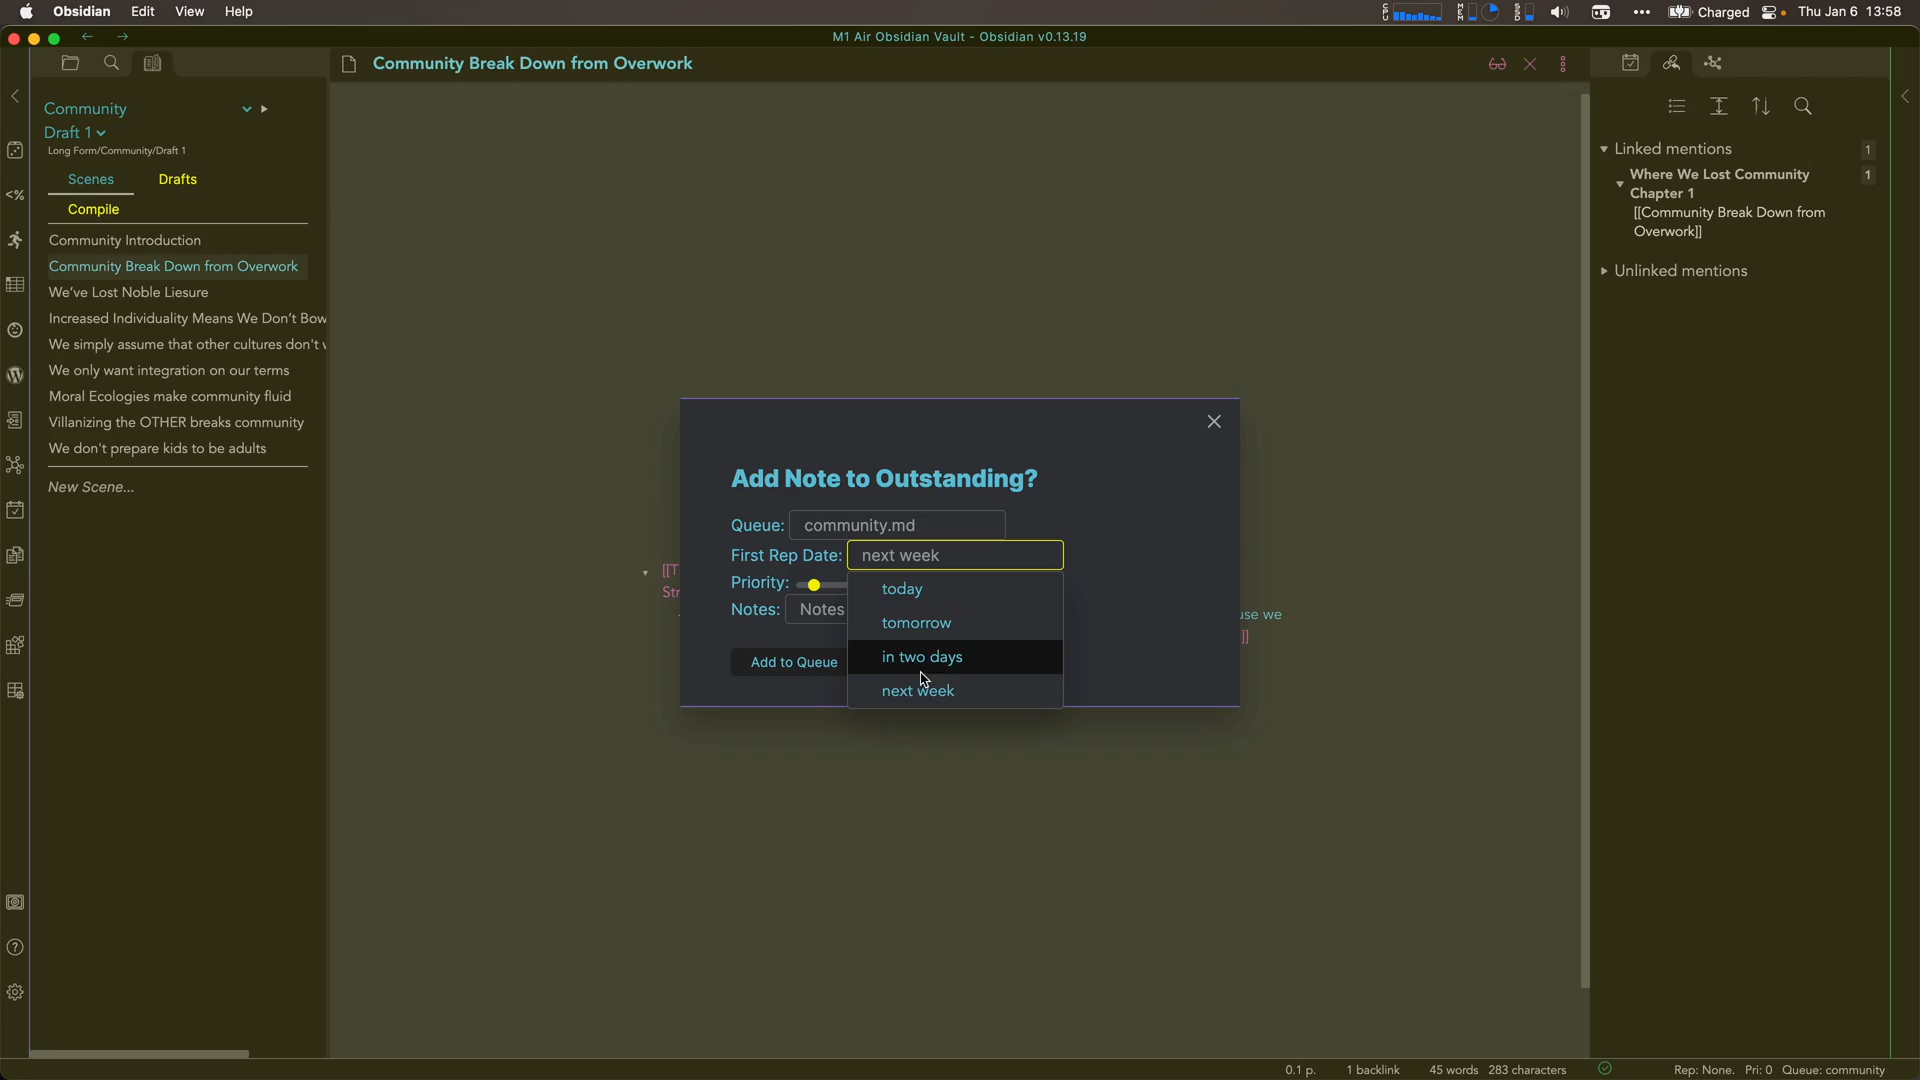 Obsidian Edit View Help
CPU MEM SSD Charged Thu Jan 6 13:58
M1 Air Obsidian Vault - Obsidian v0.13.19
Community Break Down from Overwork
Community
Draft 1
Long Form/Community/Draft 1
Scenes Drafts
Compile
Community Introduction
Community Break Down from Overwork
We've Lost Noble Liesure
Increased Individuality Means We Don't Bow
We simply assume that other cultures don't
We only want integration on our terms
Moral Ecologies make community fluid
Villanizing the OTHER breaks community
We don't prepare kids to be adults
New Scene...
Add Note to Outstanding?
Queue: community.md
First Rep Date: next week
Priority:
Notes: Notes
today
tomorrow
in two days
next week
Add to Queue
[[T
Str
use we
]]
Linked mentions 1
Where We Lost Community 1
Chapter 1
[[Community Break Down from
Overwork]]
Unlinked mentions
<%
0.1 p. 1 backlink 45 words 283 characters Rep: None. Pri: 0 Queue: community